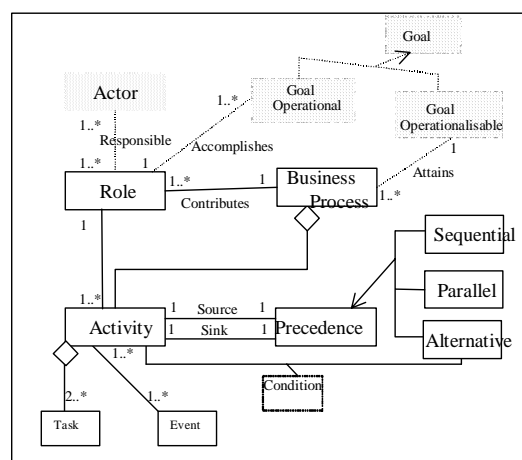 Goal
Actor
1..*
Goal
Operational
Goal
Operationalisable
1..*
Responsible
Accomplishes
1..*
1
1
Attains
Role
1..*
1
Business
Process
1..*
Contributes
1
Sequential
1..*
Parallel
Activity
1
Source
1
Precedence
1
Sink
1
Alternative
1..*
Condition
2..*
1..*
Task
Event